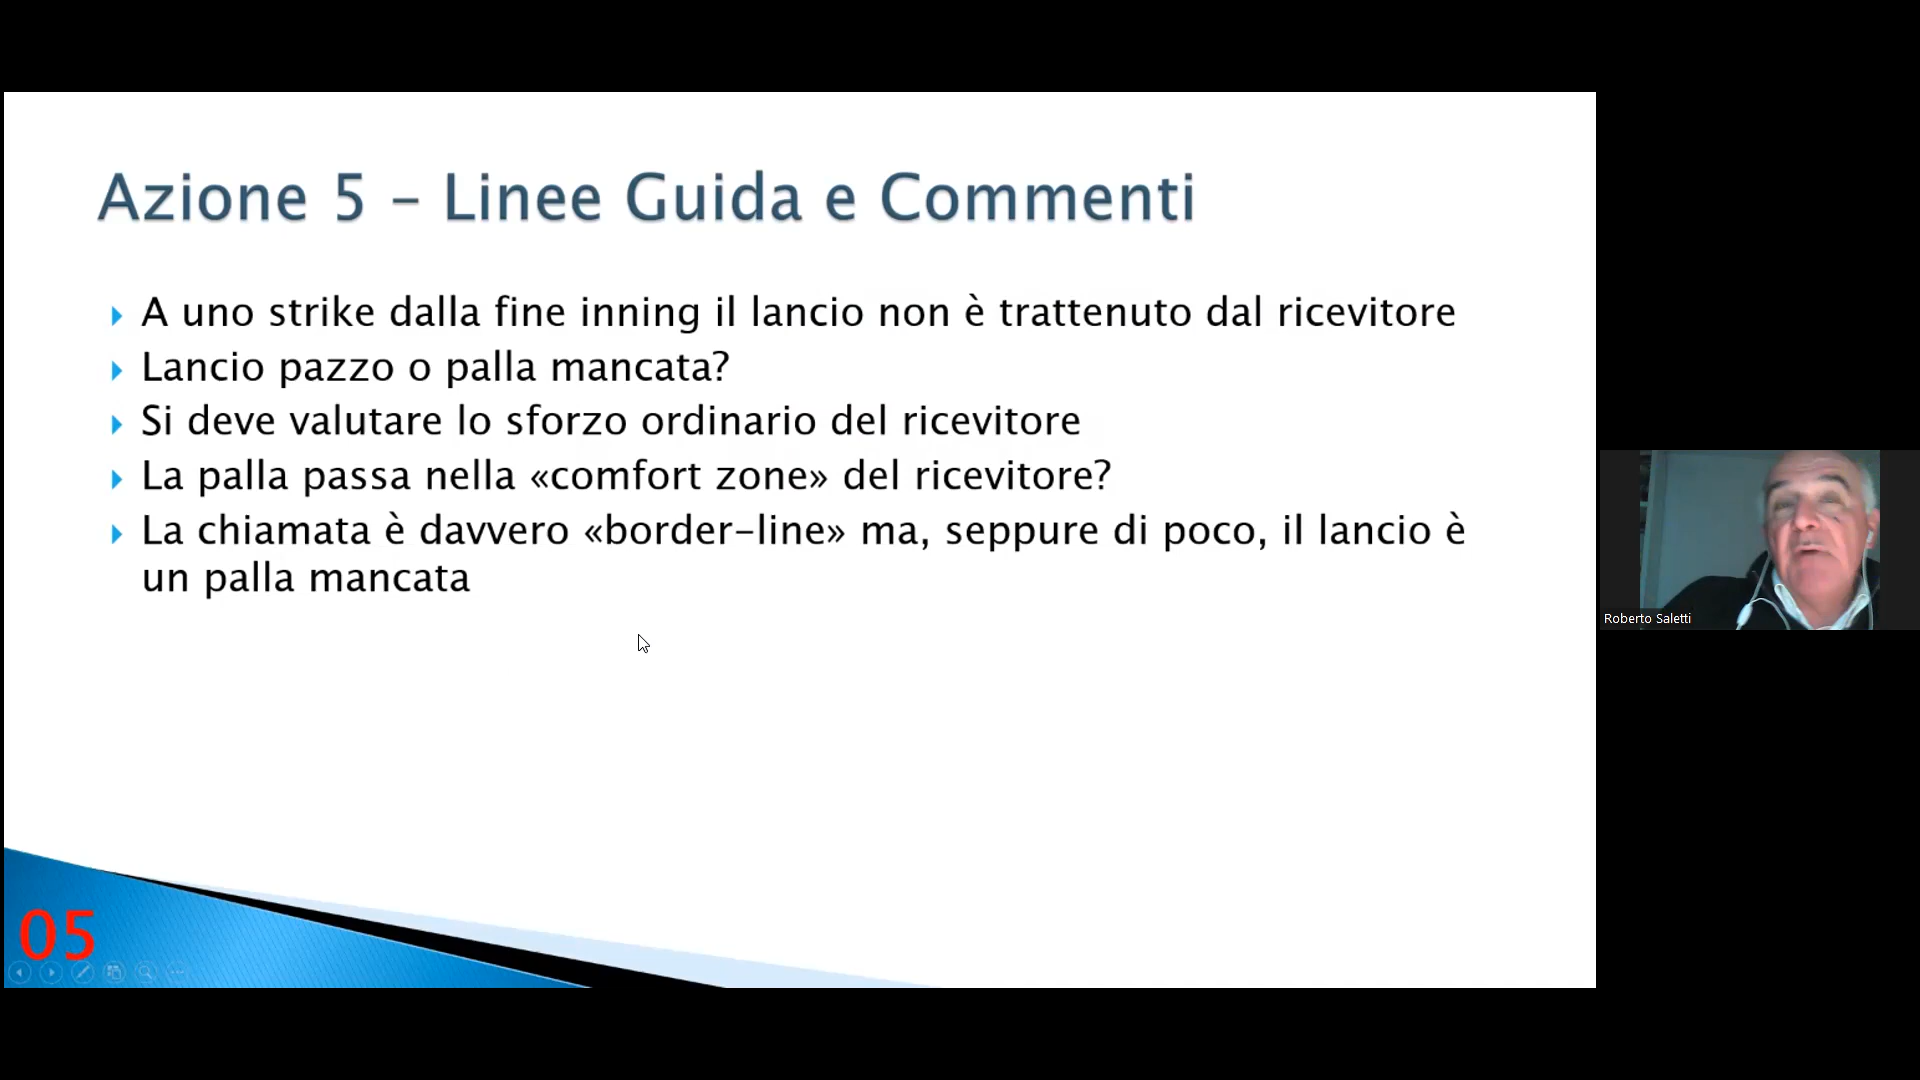 Azione 5 – Linee Guida e Commenti
A uno strike dalla fine inning il lancio non è trattenuto dal ricevitore
Lancio pazzo o palla mancata?
Si deve valutare lo sforzo ordinario del ricevitore
La palla passa nella «comfort zone» del ricevitore?
La chiamata è davvero «border-line» ma, seppure di poco, il lancio è
un palla mancata
Roberto Saletti
05